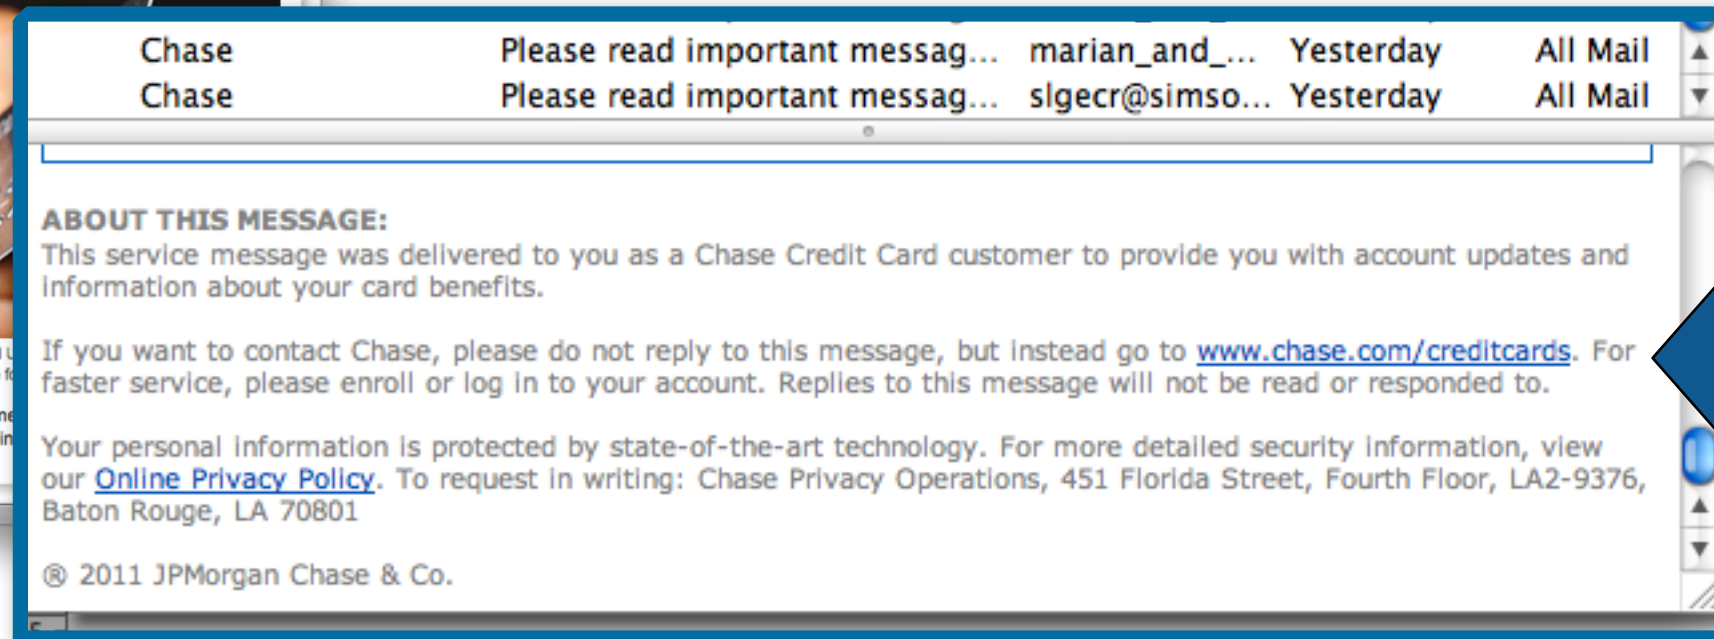 Chase Please read important messag... marian_and_... Yesterday All Mail
Chase Please read important messag... slgecr@simso... Yesterday All Mail
ABOUT THIS MESSAGE:
This service message was delivered to you as a Chase Credit Card customer to provide you with account updates and
information about your card benefits.
If you want to contact Chase, please do not reply to this message, but instead go to www.chase.com/creditcards. For
faster service, please enroll or log in to your account. Replies to this message will not be read or responded to.
Your personal information is protected by state-of-the-art technology. For more detailed security information, view
our Online Privacy Policy. To request in writing: Chase Privacy Operations, 451 Florida Street, Fourth Floor, LA2-9376,
Baton Rouge, LA 70801
® 2011 JPMorgan Chase & Co.